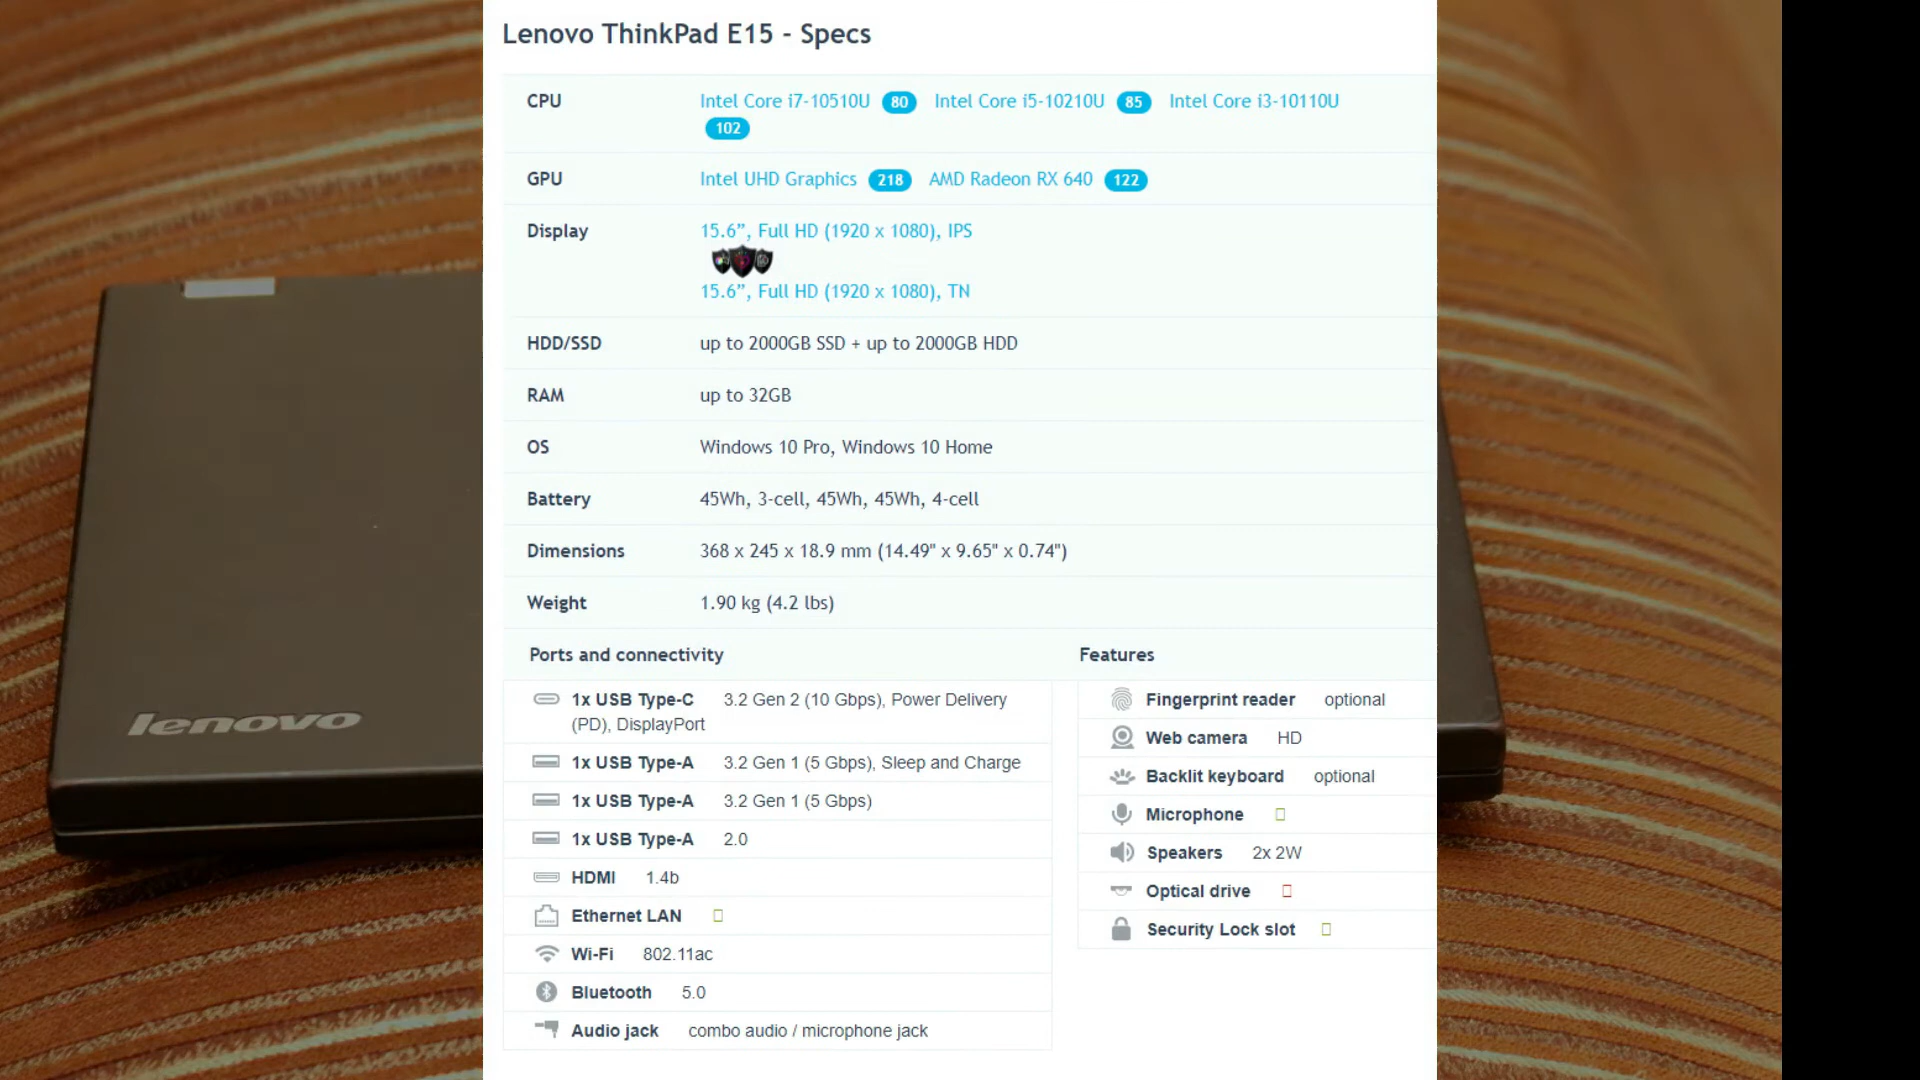 Lenovo ThinkPad E15 - Specs
CPU Intel Core i7-10510U 80 Intel Core i5-10210U 85 Intel Core i3-10110U
102
GPU Intel UHD Graphics 218 AMD Radeon RX 640 122
Display 15.6”, Full HD (1920 x 1080), IPS
15.6”, Full HD (1920 x 1080), TN
HDD/SSD up to 2000GB SSD + up to 2000GB HDD
RAM up to 32GB
OS Windows 10 Pro, Windows 10 Home
Battery 45Wh, 3-cell, 45Wh, 45Wh, 4-cell
Dimensions 368 x 245 x 18.9 mm (14.49" x 9.65" x 0.74")
Weight 1.90 kg (4.2 lbs)
Ports and connectivity
1x USB Type-C 3.2 Gen 2 (10 Gbps), Power Delivery
(PD), DisplayPort
1x USB Type-A 3.2 Gen 1 (5 Gbps), Sleep and Charge
1x USB Type-A 3.2 Gen 1 (5 Gbps)
1x USB Type-A 2.0
HDMI 1.4b
Ethernet LAN
Wi-Fi 802.11ac
Bluetooth 5.0
Audio jack combo audio / microphone jack
Features
Fingerprint reader optional
Web camera HD
Backlit keyboard optional
Microphone
Speakers 2x 2W
Optical drive
Security Lock slot
lenovo